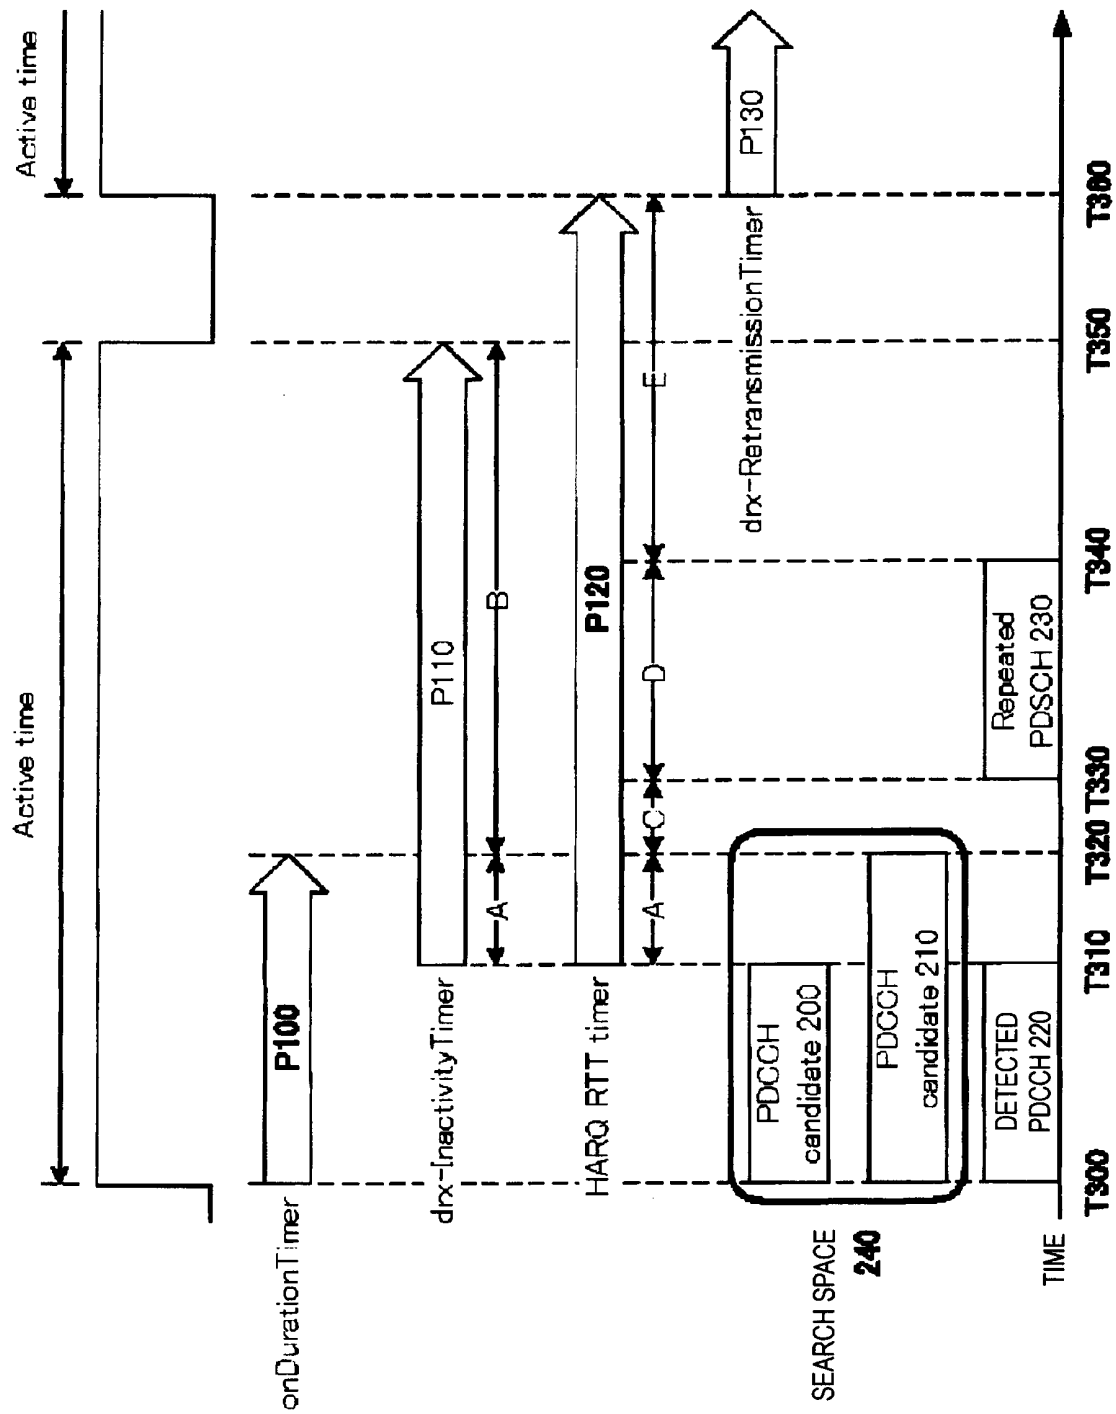 Active time
Active time
onDurationTimer
P100
drx-InactivityTimer
P110
A
B
HARQ RTT timer
P120
A
C
D
E
drx-RetransmissionTimer
P130
SEARCH SPACE
240
PDCCH
candidate 200
PDCCH
candidate 210
DETECTED
PDCCH 220
Repeated
PDSCH 230
TIME
T300
T310
T320
T330
T340
T350
T360